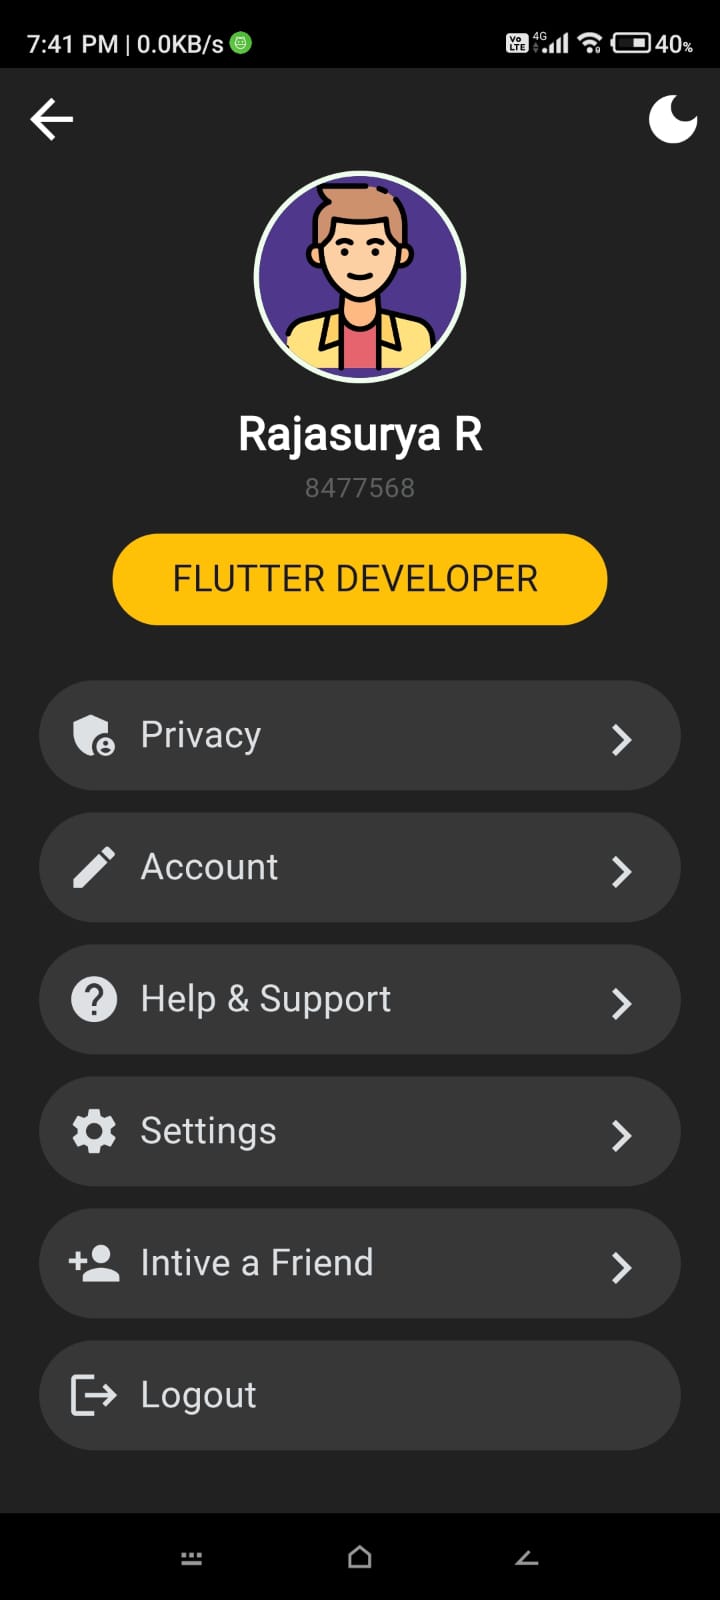 7:41 PM | 0.0KB/s Vo LTE 4G 40%
Rajasurya R
8477568
FLUTTER DEVELOPER
Privacy
Account
Help & Support
Settings
Intive a Friend
Logout